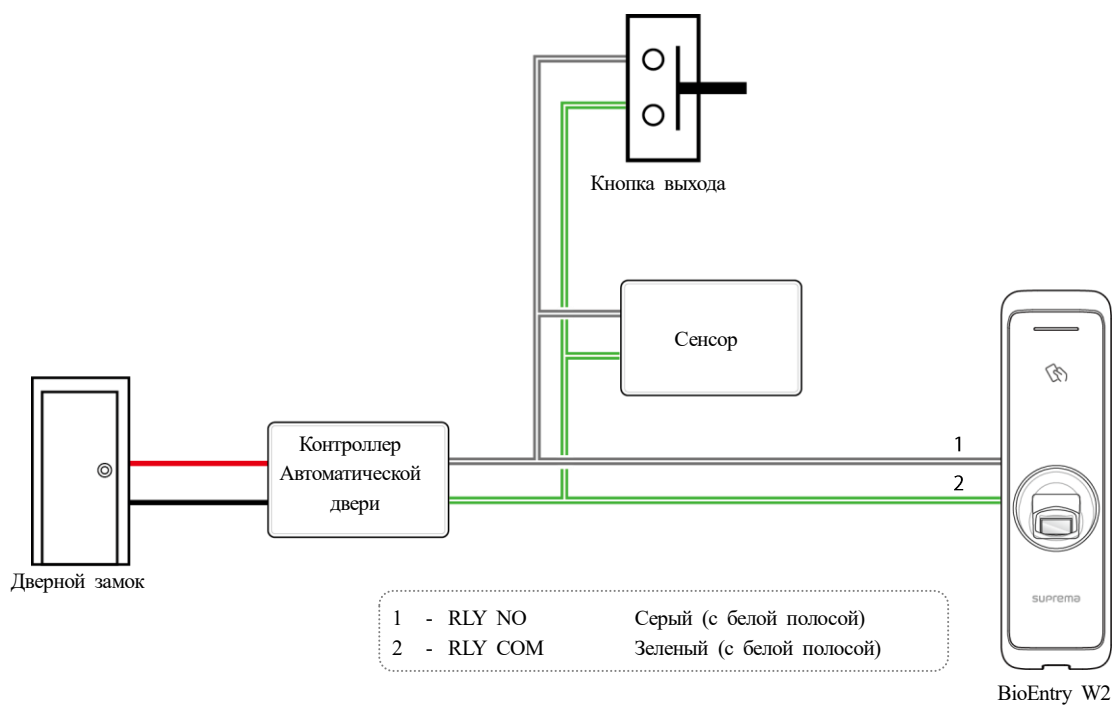 Кнопка выхода
Сенсор
Контроллер
Автоматической
двери
1
2
Дверной замок
1 - RLY NO Серый (с белой полосой)
2 - RLY COM Зеленый (с белой полосой)
suprema
BioEntry W2